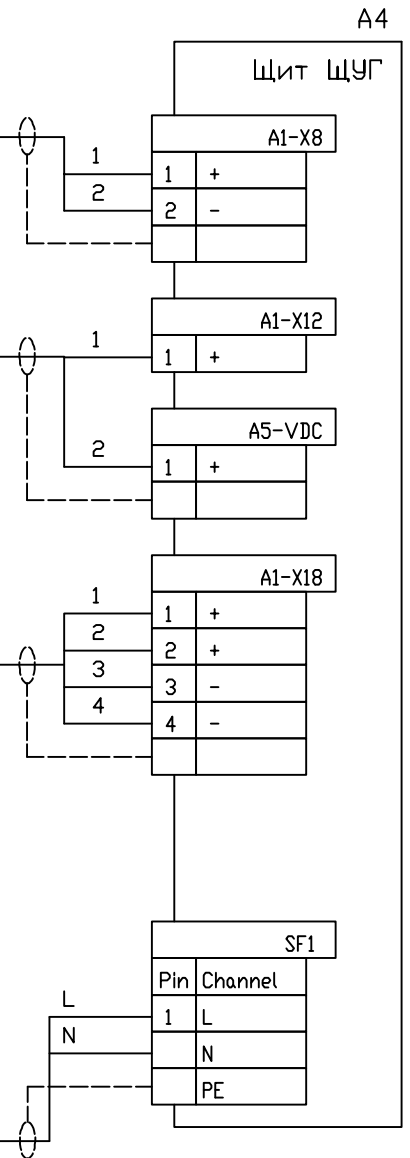 A4
Щит ЩУГ
A1-X8
1 1 +
2 2 -
A1-X12
1 1 +
A5-VDC
2 1 +
A1-X18
1 1 +
2 2 +
3 3 -
4 4 -
SF1
Pin Channel
L 1 L
N N
PE